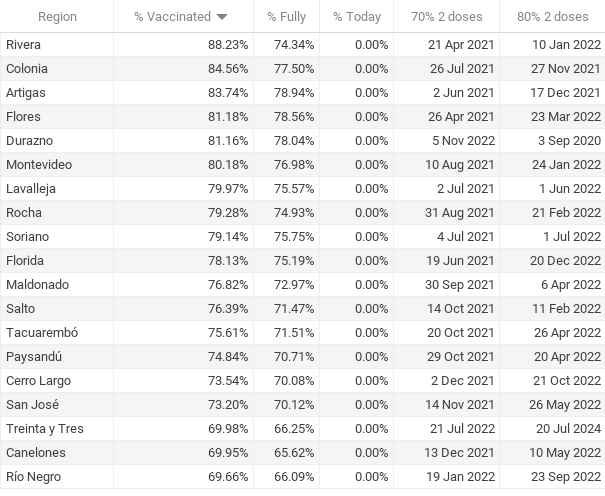 Region % Vaccinated % Fully % Today 70% 2 doses 80% 2 doses
Rivera 88.23% 74.34% 0.00% 21 Apr 2021 10 Jan 2022
Colonia 84.56% 77.50% 0.00% 26 Jul 2021 27 Nov 2021
Artigas 83.74% 78.94% 0.00% 2 Jun 2021 17 Dec 2021
Flores 81.18% 78.56% 0.00% 26 Apr 2021 23 Mar 2022
Durazno 81.16% 78.04% 0.00% 5 Nov 2022 3 Sep 2020
Montevideo 80.18% 76.98% 0.00% 10 Aug 2021 24 Jan 2022
Lavalleja 79.97% 75.57% 0.00% 2 Jul 2021 1 Jun 2022
Rocha 79.28% 74.93% 0.00% 31 Aug 2021 21 Feb 2022
Soriano 79.14% 75.75% 0.00% 4 Jul 2021 1 Jul 2022
Florida 78.13% 75.19% 0.00% 19 Jun 2021 20 Dec 2022
Maldonado 76.82% 72.97% 0.00% 30 Sep 2021 6 Apr 2022
Salto 76.39% 71.47% 0.00% 14 Oct 2021 11 Feb 2022
Tacuarembó 75.61% 71.51% 0.00% 20 Oct 2021 26 Apr 2022
Paysandú 74.84% 70.71% 0.00% 29 Oct 2021 20 Apr 2022
Cerro Largo 73.54% 70.08% 0.00% 2 Dec 2021 21 Oct 2022
San José 73.20% 70.12% 0.00% 14 Nov 2021 26 May 2022
Treinta y Tres 69.98% 66.25% 0.00% 21 Jul 2022 20 Jul 2024
Canelones 69.95% 65.62% 0.00% 13 Dec 2021 10 May 2022
Río Negro 69.66% 66.09% 0.00% 19 Jan 2022 23 Sep 2022